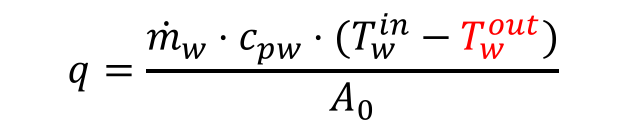 q = ṁ_w · c_pw · (T_w^in − T_w^out) / A_0